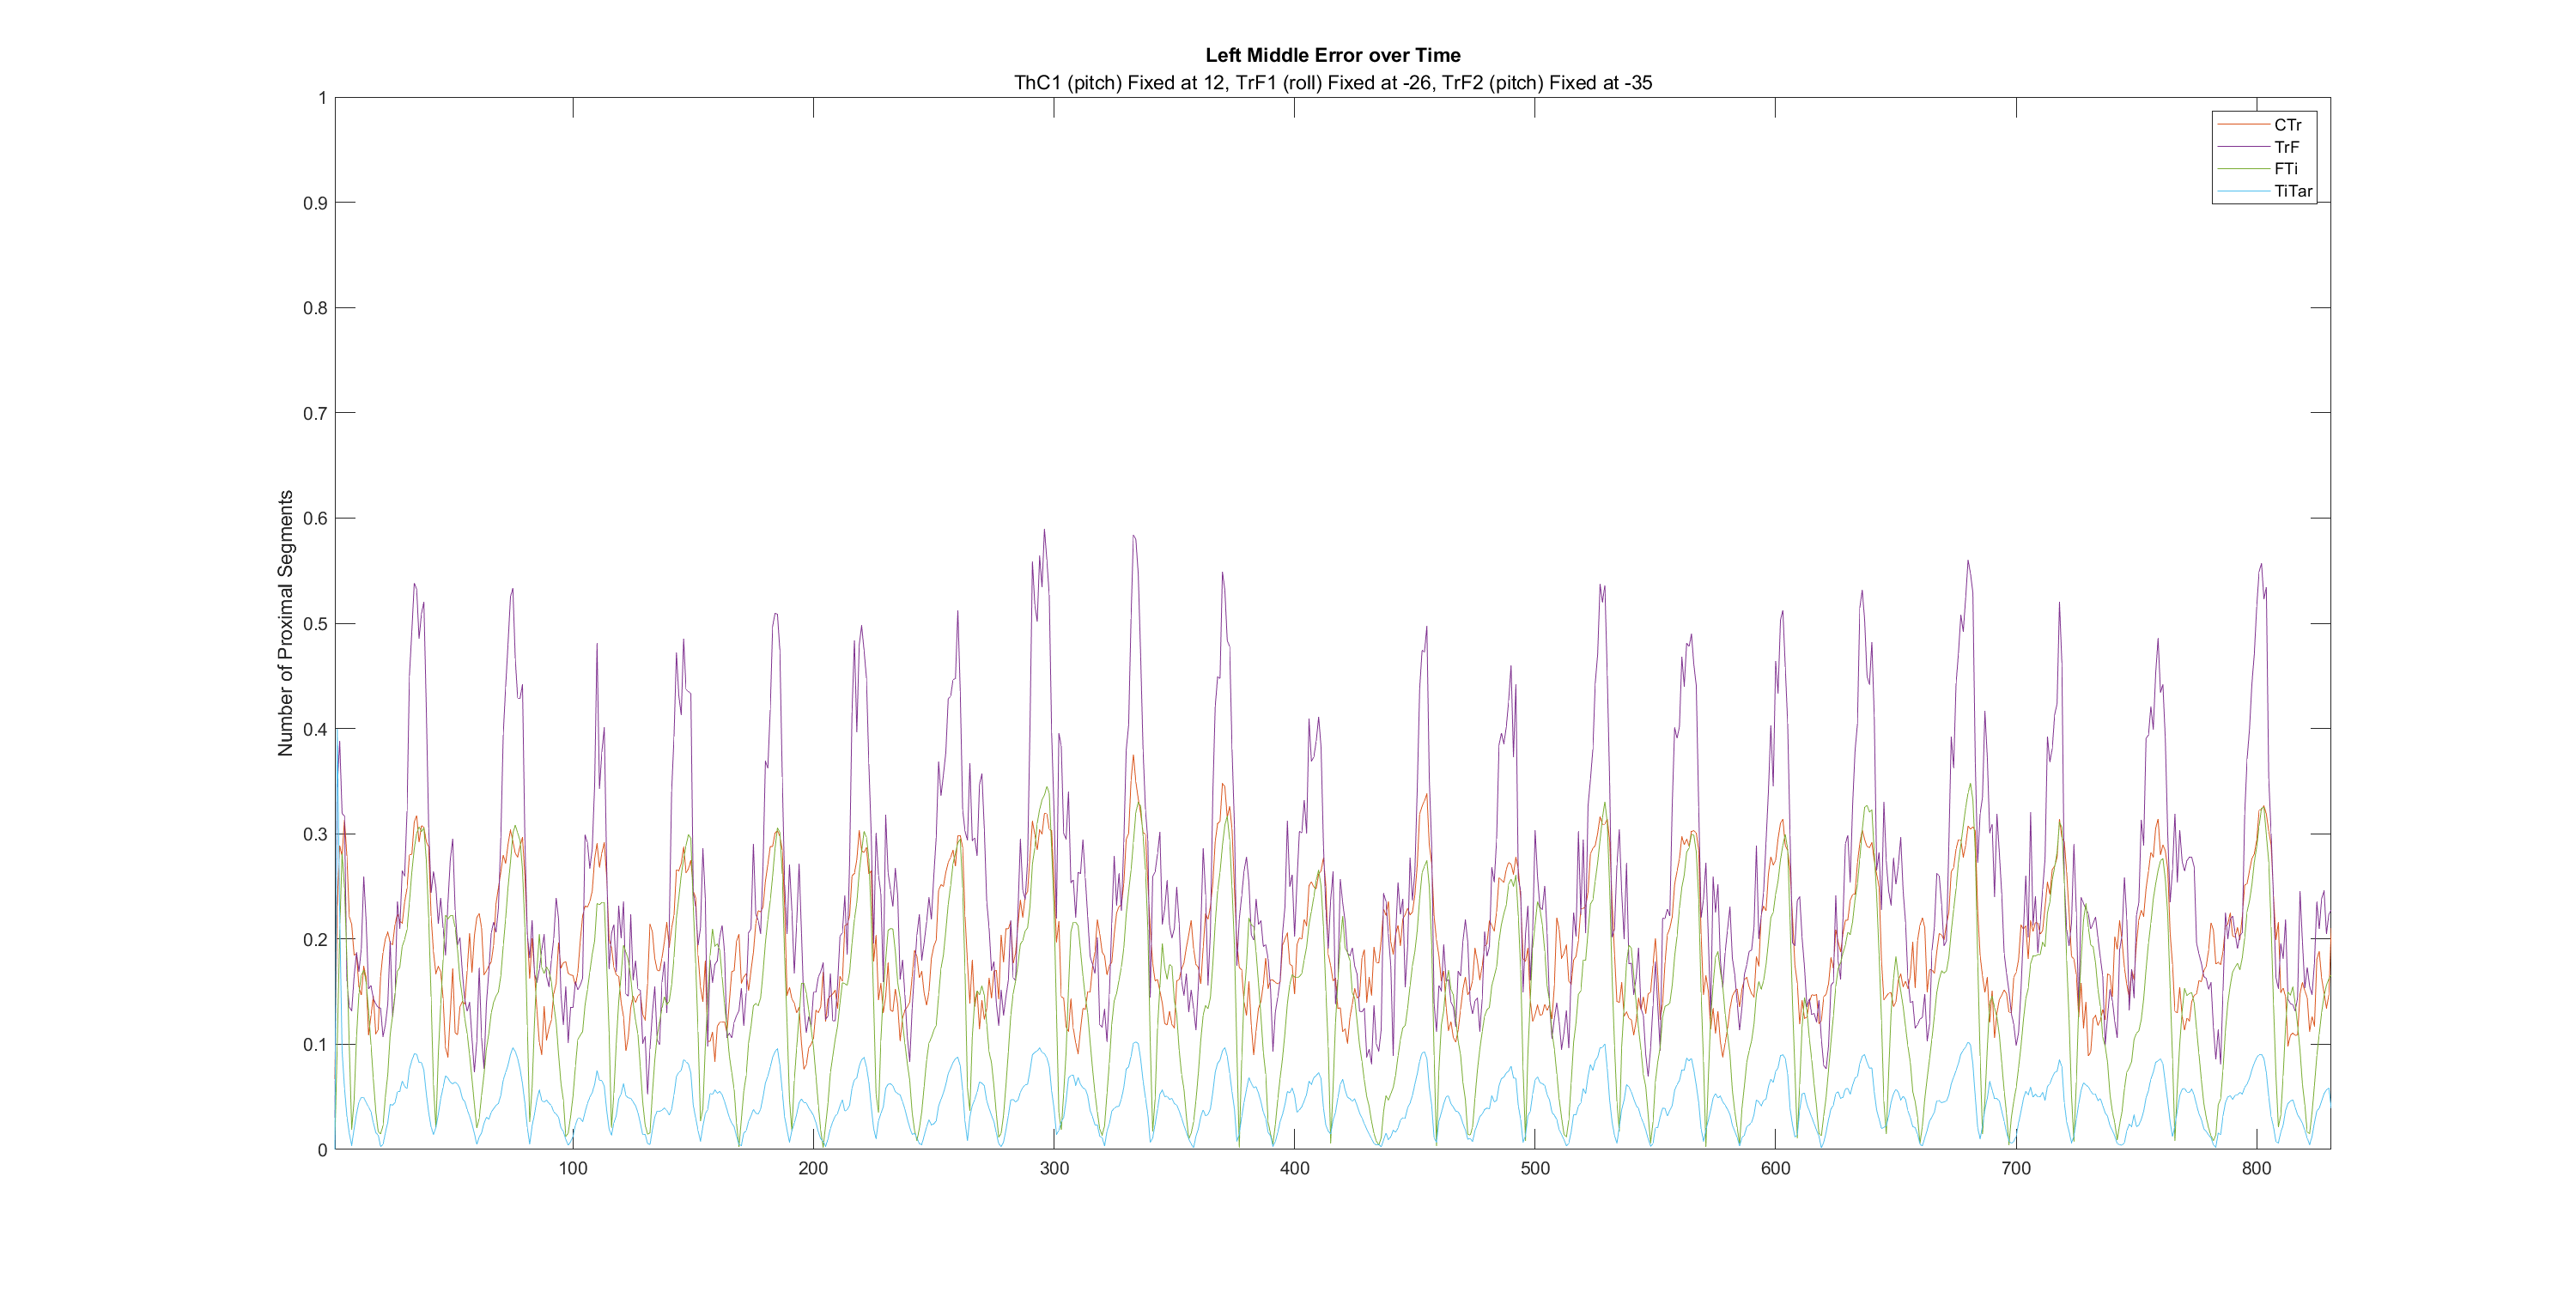 Left Middle Error over Time
ThC1 (pitch) Fixed at 12, TrF1 (roll) Fixed at -26, TrF2 (pitch) Fixed at -35
1
0.9
0.8
0.7
0.6
0.5
0.4
0.3
0.2
0.1
0
Number of Proximal Segments
CTr
TrF
FTi
TiTar
100 200 300 400 500 600 700 800